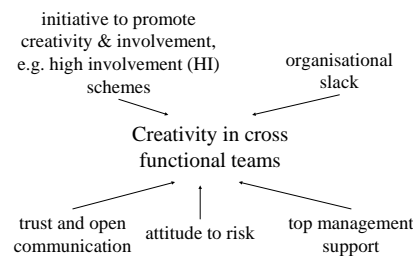 initiative to promote
creativity & involvement,
e.g. high involvement (HI)
schemes
organisational
slack
Creativity in cross
functional teams
trust and open
communication
attitude to risk
top management
support